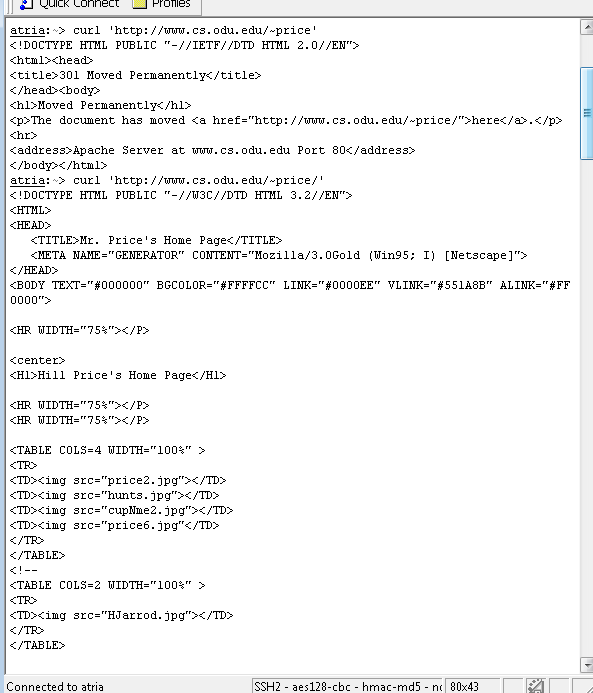 Quick Connect Profiles
atria:~> curl 'http://www.cs.odu.edu/~price'
<!DOCTYPE HTML PUBLIC "-//IETF//DTD HTML 2.0//EN">
<html><head>
<title>301 Moved Permanently</title>
</head><body>
<h1>Moved Permanently</h1>
<p>The document has moved <a href="http://www.cs.odu.edu/~price/">here</a>.</p>
<hr>
<address>Apache Server at www.cs.odu.edu Port 80</address>
</body></html>
atria:~> curl 'http://www.cs.odu.edu/~price/'
<!DOCTYPE HTML PUBLIC "-//W3C//DTD HTML 3.2//EN">
<HTML>
<HEAD>
   <TITLE>Mr. Price's Home Page</TITLE>
   <META NAME="GENERATOR" CONTENT="Mozilla/3.0Gold (Win95; I) [Netscape]">
</HEAD>
<BODY TEXT="#000000" BGCOLOR="#FFFFCC" LINK="#0000EE" VLINK="#551A8B" ALINK="#FF
0000">
<HR WIDTH="75%"></P>
<center>
<H1>Hill Price's Home Page</H1>
<HR WIDTH="75%"></P>
<HR WIDTH="75%"></P>
<TABLE COLS=4 WIDTH="100%" >
<TR>
<TD><img src="price2.jpg"></TD>
<TD><img src="hunts.jpg"></TD>
<TD><img src="cupNme2.jpg"></TD>
<TD><img src="price6.jpg"</TD>
</TR>
</TABLE>
<!--
<TABLE COLS=2 WIDTH="100%" >
<TR>
<TD><img src="HJarrod.jpg"></TD>
</TR>
</TABLE>
Connected to atria SSH2 - aes128-cbc - hmac-md5 - 80x43